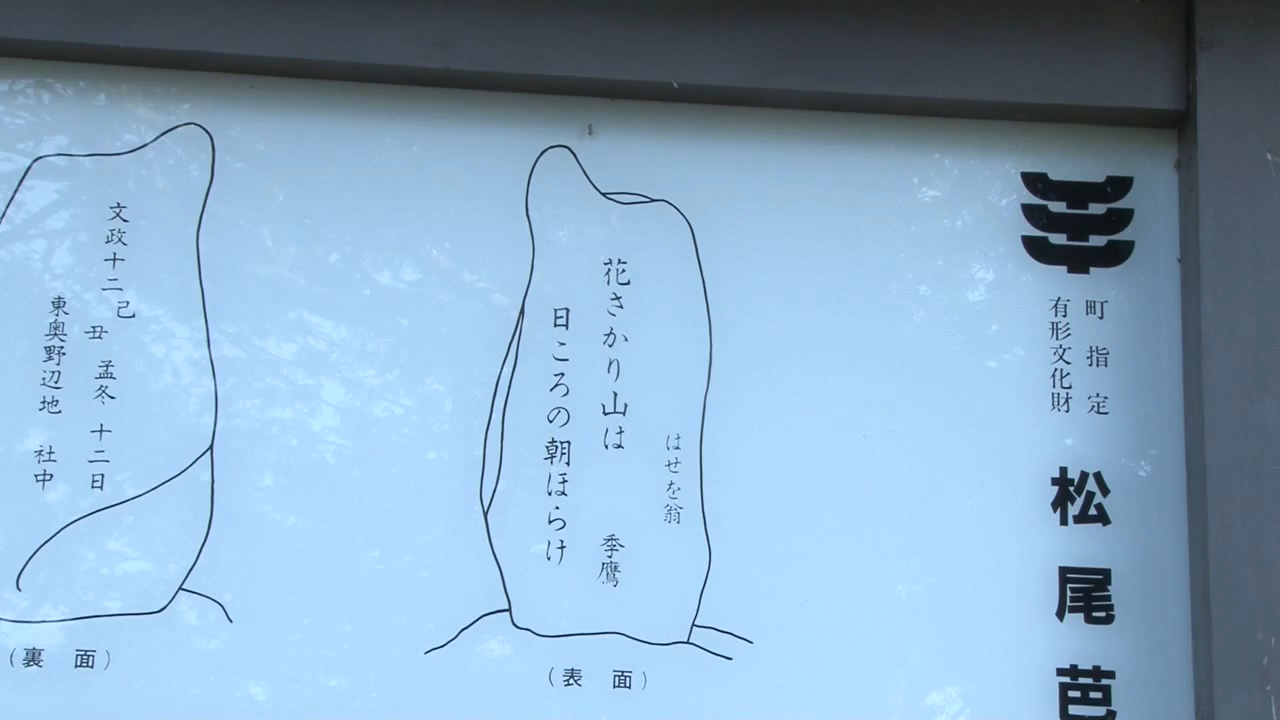 町指定
有形文化財
松尾芭
はせを翁
花さかり山は
日ころの朝ほらけ
季鷹
(表面)
文政十二己丑 孟冬 十二日
東奥野辺地 社中
(裏面)